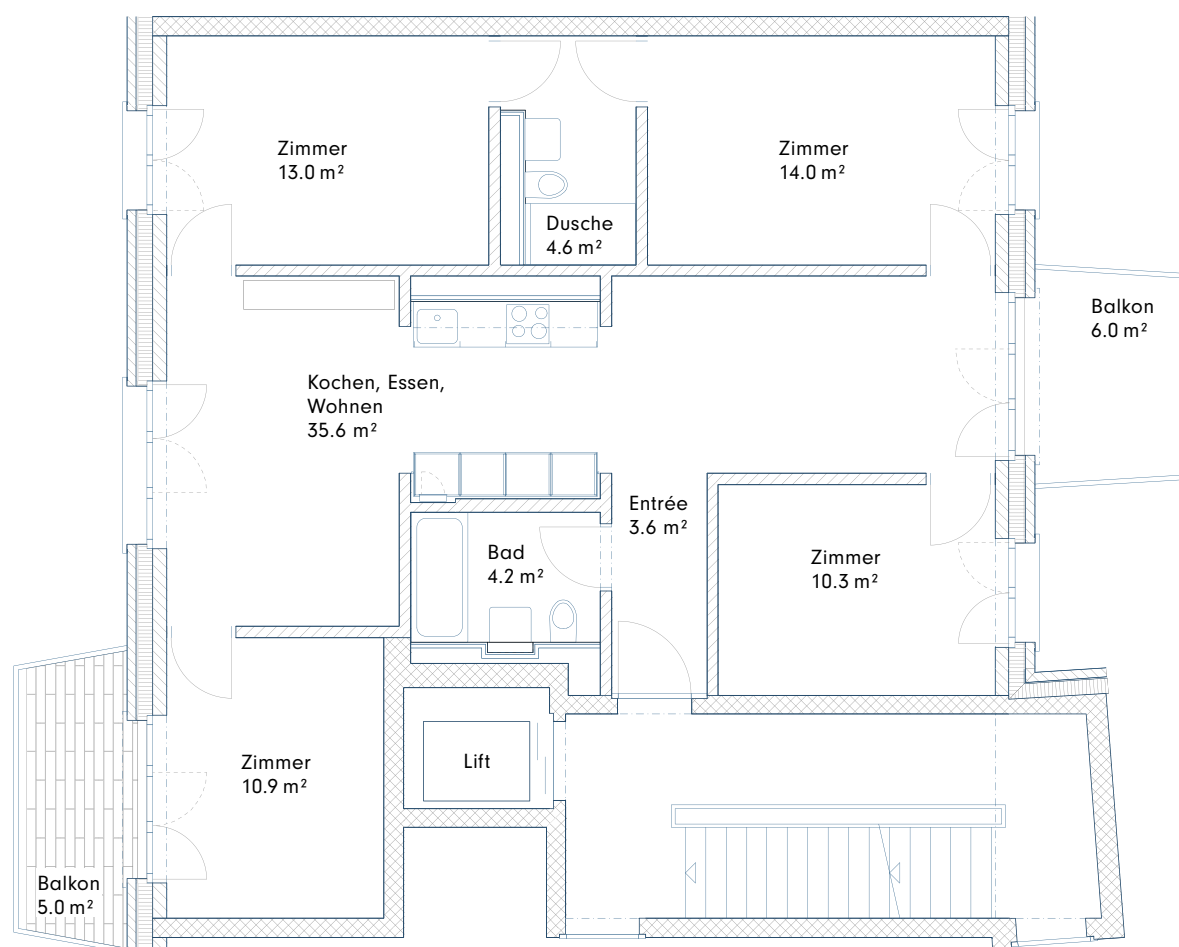 Zimmer
13.0 m²
Zimmer
14.0 m²
Dusche
4.6 m²
Balkon
6.0 m²
Kochen, Essen,
Wohnen
35.6 m²
Entrée
3.6 m²
Bad
4.2 m²
Zimmer
10.3 m²
Zimmer
10.9 m²
Lift
Balkon
5.0 m²